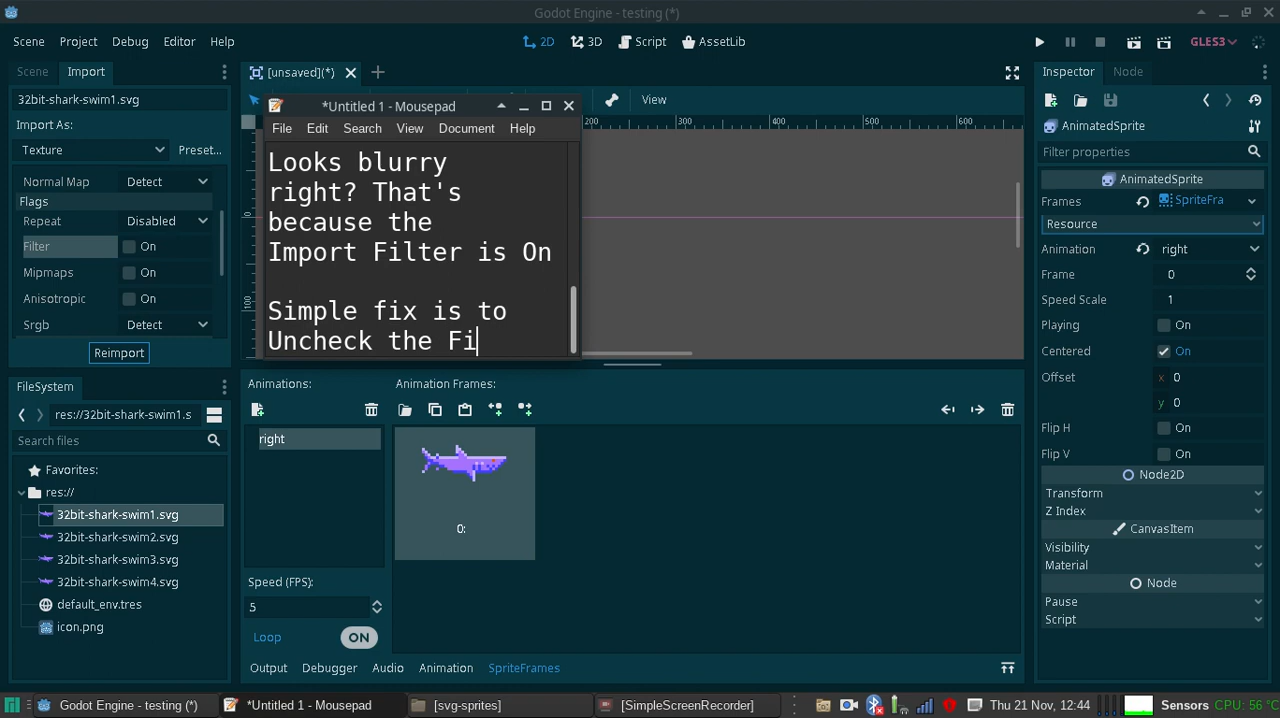 Godot Engine - testing (*)
Scene Project Debug Editor Help
2D 3D Script AssetLib
GLES3
Scene Import
[unsaved](*)
Inspector Node
32bit-shark-swim1.svg
*Untitled 1 - Mousepad
View
Import As:
File Edit Search View Document Help
200 300 400 500 600
AnimatedSprite
Texture Preset...
Looks blurry
right? That's
because the
Import Filter is On
Simple fix is to
Uncheck the Fi
0
100
Filter properties
Normal Map Detect
Flags
Repeat Disabled
Filter On
Mipmaps On
Anisotropic On
Srgb Detect
Reimport
AnimatedSprite
Frames SpriteFra
Resource
Animation right
Frame 0
Speed Scale 1
Playing On
Centered On
Offset x 0
y 0
Flip H On
Flip V On
Node2D
Transform
Z Index
CanvasItem
Visibility
Material
Node
Pause
Script
FileSystem
res://32bit-shark-swim1.s
Search files
Favorites:
res://
32bit-shark-swim1.svg
32bit-shark-swim2.svg
32bit-shark-swim3.svg
32bit-shark-swim4.svg
default_env.tres
icon.png
Animations:
right
Speed (FPS):
5
Loop ON
Animation Frames:
0:
Output Debugger Audio Animation SpriteFrames
Godot Engine - testing (*)
*Untitled 1 - Mousepad
[svg-sprites]
[SimpleScreenRecorder]
Thu 21 Nov, 12:44
Sensors CPU: 56 °C